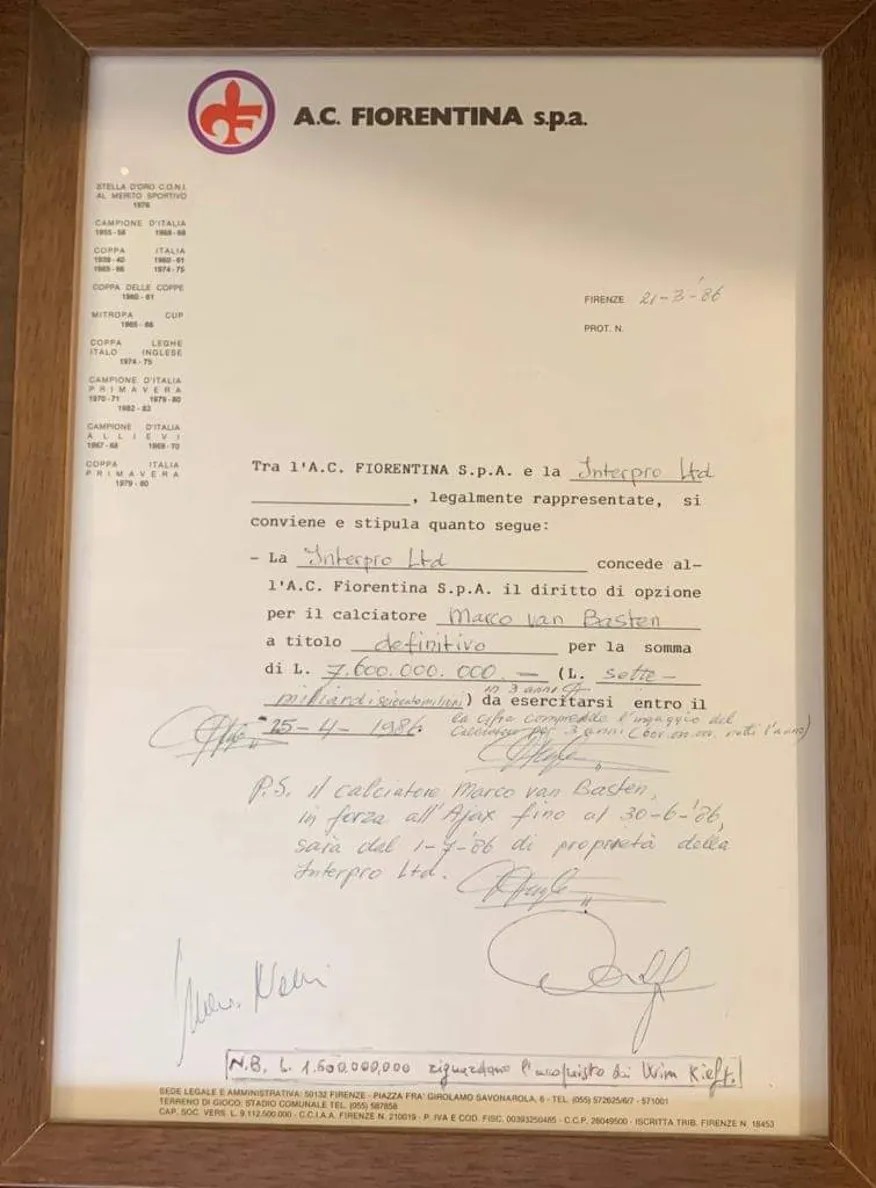 A.C. FIORENTINA s.p.a.
STELLA D'ORO C.O.N.I.
AL MERITO SPORTIVO
1976
CAMPIONE D'ITALIA
1955-56 1968-69
COPPA ITALIA
1939-40 1960-61
1965-66 1974-75
COPPA DELLE COPPE
1960-61
MITROPA CUP
1965-66
COPPA LEGHE
ITALO INGLESE
1974-75
CAMPIONE D'ITALIA
PRIMAVERA
1970-71 1979-80
1982-83
CAMPIONE D'ITALIA
ALLIEVI
1967-68 1969-70
COPPA ITALIA
PRIMAVERA
1979-80
FIRENZE 21-3-'86
PROT. N.
Tra l'A.C. FIORENTINA S.p.A. e la Interpro Ltd
, legalmente rappresentate, si
conviene e stipula quanto segue:
- La Interpro Ltd concede al-
l'A.C. Fiorentina S.p.A. il diritto di opzione
per il calciatore Marco van Basten
a titolo definitivo per la somma
di L. 7.600.000.000.— (L. sette-
in 3 anni
miliardiseicentomilioni) da esercitarsi entro il
25-4-1986. la cifra comprende l'ingaggio del
calciatore per 3 anni netti l'anno)
P.S. il calciatore Marco van Basten,
in forza all'Ajax fino al 30-6-'86,
sarà dal 1-7-'86 di proprietà della
Interpro Ltd.
N.B. L. 1.600.000,000 riguardano l'acquisto di Wim Kieft.
SEDE LEGALE E AMMINISTRATIVA: 50132 FIRENZE - PIAZZA FRA' GIROLAMO SAVONAROLA, 6 - TEL. (055) 572625/6/7 - 571001
TERRENO DI GIOCO: STADIO COMUNALE TEL. (055) 587858
CAP. SOC. VERS. L. 9.112.500.000 - C.C.I.A.A. FIRENZE N. 210019 - P. IVA E COD. FISC. 00393250485 - C.C.P. 26049500 - ISCRITTA TRIB. FIRENZE N. 18453